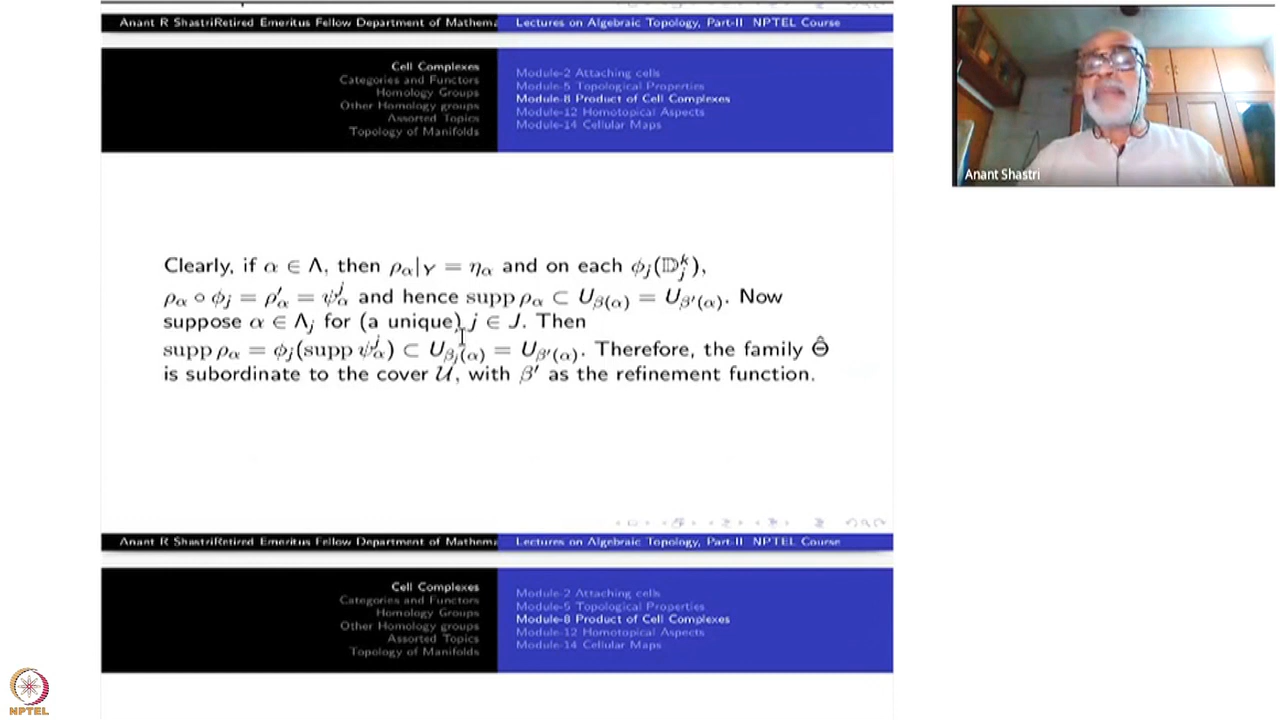 Anant R ShastriRetired Emeritus Fellow Department of Mathema Lectures on Algebraic Topology, Part-II NPTEL Course
Cell Complexes
Categories and Functors
Homology Groups
Other Homology groups
Assorted Topics
Topology of Manifolds
Module-2 Attaching cells
Module-5 Topological Properties
Module-8 Product of Cell Complexes
Module-12 Homotopical Aspects
Module-14 Cellular Maps
Anant Shastri
Clearly, if α ∈ Λ, then ρ_α|_Y = η_α and on each ϕ_j(𝔻^k_j),
ρ_α ∘ ϕ_j = ρ′_α = ψ^j_α and hence supp ρ_α ⊂ U_{β(α)} = U_{β′(α)}. Now
suppose α ∈ Λ_j for (a unique) j ∈ J. Then
supp ρ_α = ϕ_j(supp ψ^j_α) ⊂ U_{β_j(α)} = U_{β′(α)}. Therefore, the family Θ̂
is subordinate to the cover 𝒰, with β′ as the refinement function.
Anant R ShastriRetired Emeritus Fellow Department of Mathema Lectures on Algebraic Topology, Part-II NPTEL Course
Cell Complexes
Categories and Functors
Homology Groups
Other Homology groups
Assorted Topics
Topology of Manifolds
Module-2 Attaching cells
Module-5 Topological Properties
Module-8 Product of Cell Complexes
Module-12 Homotopical Aspects
Module-14 Cellular Maps
NPTEL